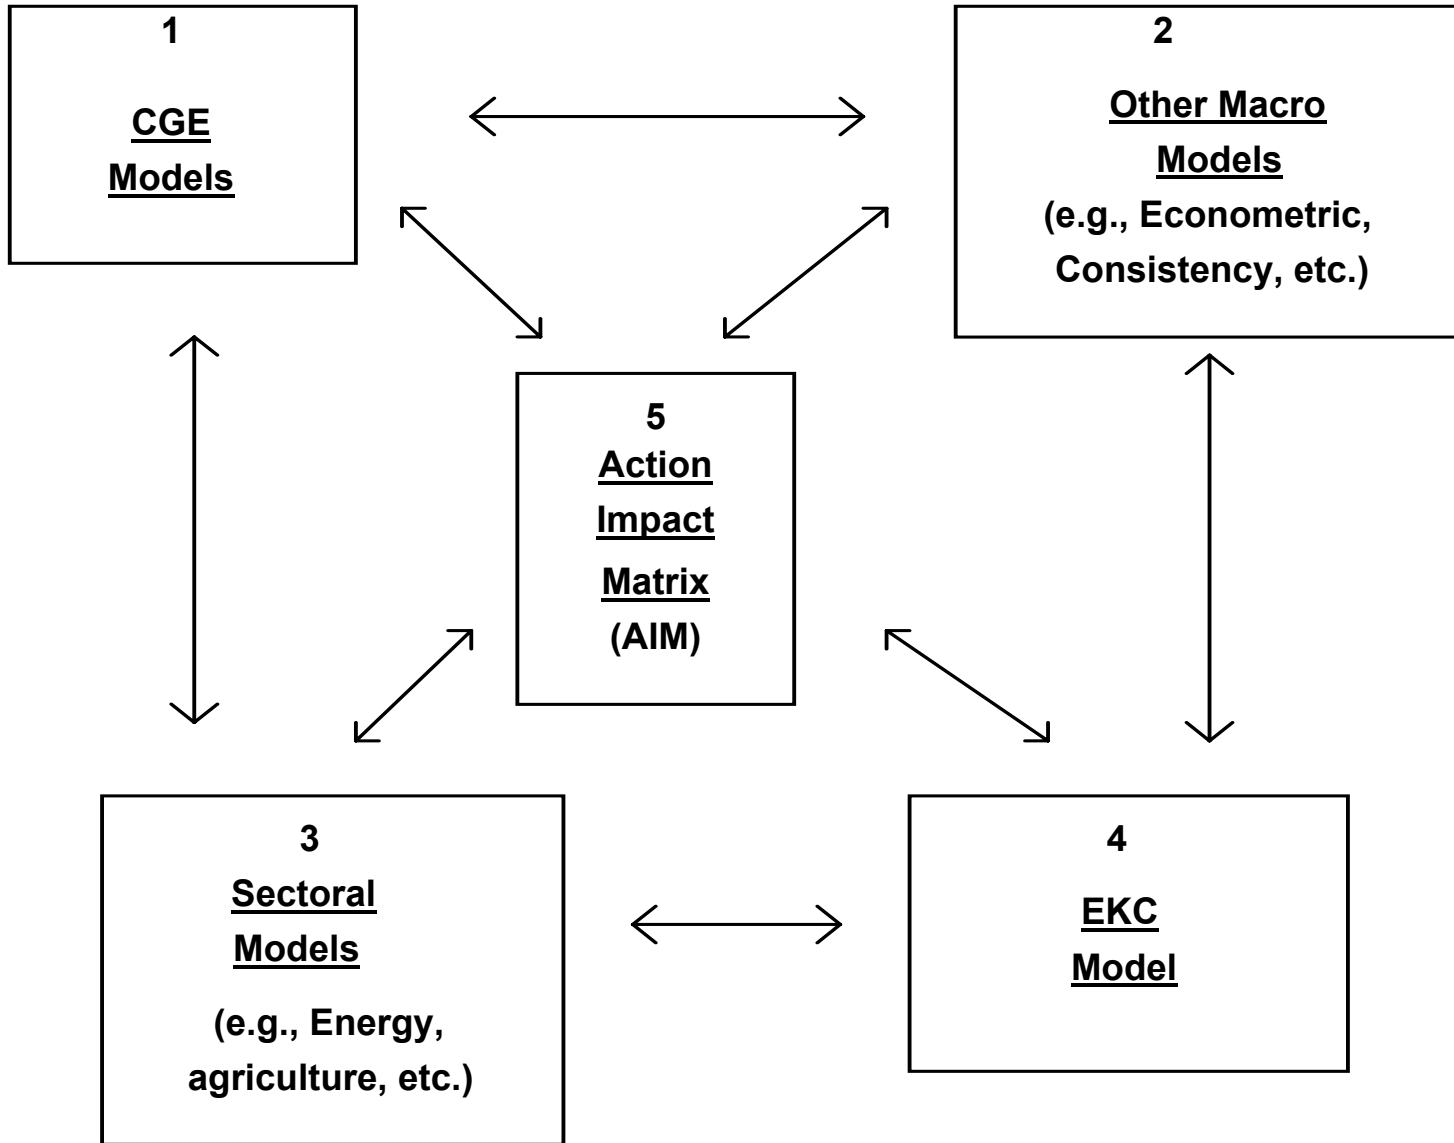 1
CGE
Models
2
Other Macro
Models
(e.g., Econometric,
Consistency, etc.)
5
Action
Impact
Matrix
(AIM)
3
Sectoral
Models
(e.g., Energy,
agriculture, etc.)
4
EKC
Model